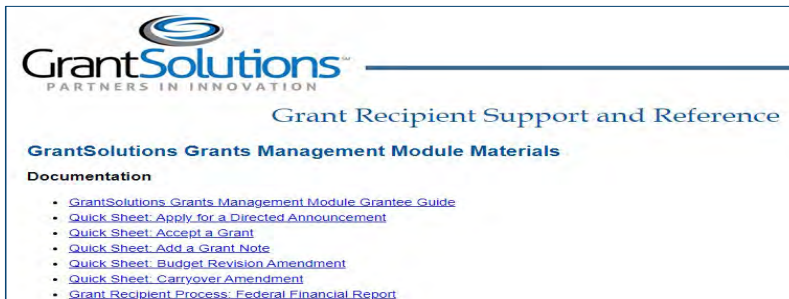 GrantSolutions
PARTNERS IN INNOVATION
Grant Recipient Support and Reference
GrantSolutions Grants Management Module Materials
Documentation
• GrantSolutions Grants Management Module Grantee Guide
• Quick Sheet: Apply for a Directed Announcement
• Quick Sheet: Accept a Grant
• Quick Sheet: Add a Grant Note
• Quick Sheet: Budget Revision Amendment
• Quick Sheet: Carryover Amendment
• Grant Recipient Process: Federal Financial Report